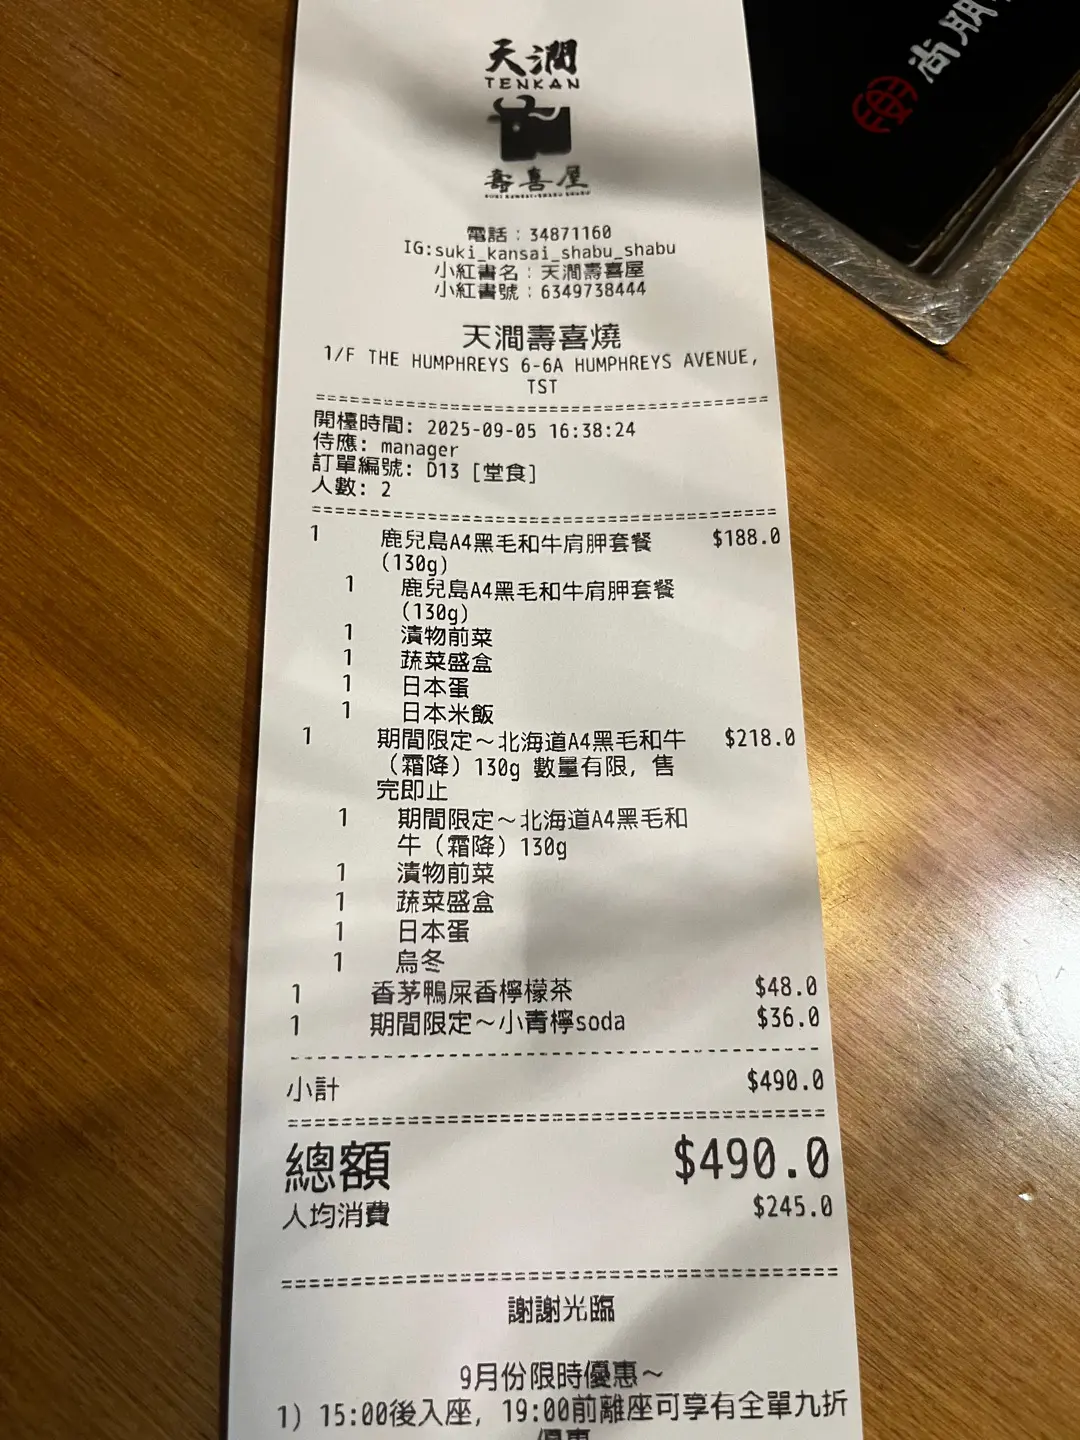 天澗
TENKAN
壽喜屋
SUKI KANSAI·SHABU SHABU
尚朋
電話：34871160
IG:suki_kansai_shabu_shabu
小紅書名：天澗壽喜屋
小紅書號：6349738444
天澗壽喜燒
1/F THE HUMPHREYS 6-6A HUMPHREYS AVENUE,
TST
開檯時間: 2025-09-05 16:38:24
侍應: manager
訂單編號: D13 [堂食]
人數: 2
1 鹿兒島A4黑毛和牛肩胛套餐 $188.0
(130g)
1 鹿兒島A4黑毛和牛肩胛套餐
(130g)
1 漬物前菜
1 蔬菜盛盒
1 日本蛋
1 日本米飯
1 期間限定～北海道A4黑毛和牛 $218.0
（霜降）130g 數量有限, 售
完即止
1 期間限定～北海道A4黑毛和
牛（霜降）130g
1 漬物前菜
1 蔬菜盛盒
1 日本蛋
1 烏冬
1 香茅鴨屎香檸檬茶 $48.0
1 期間限定～小青檸soda $36.0
小計 $490.0
總額 $490.0
人均消費 $245.0
謝謝光臨
9月份限時優惠～
1) 15:00後入座, 19:00前離座可享有全單九折
優惠